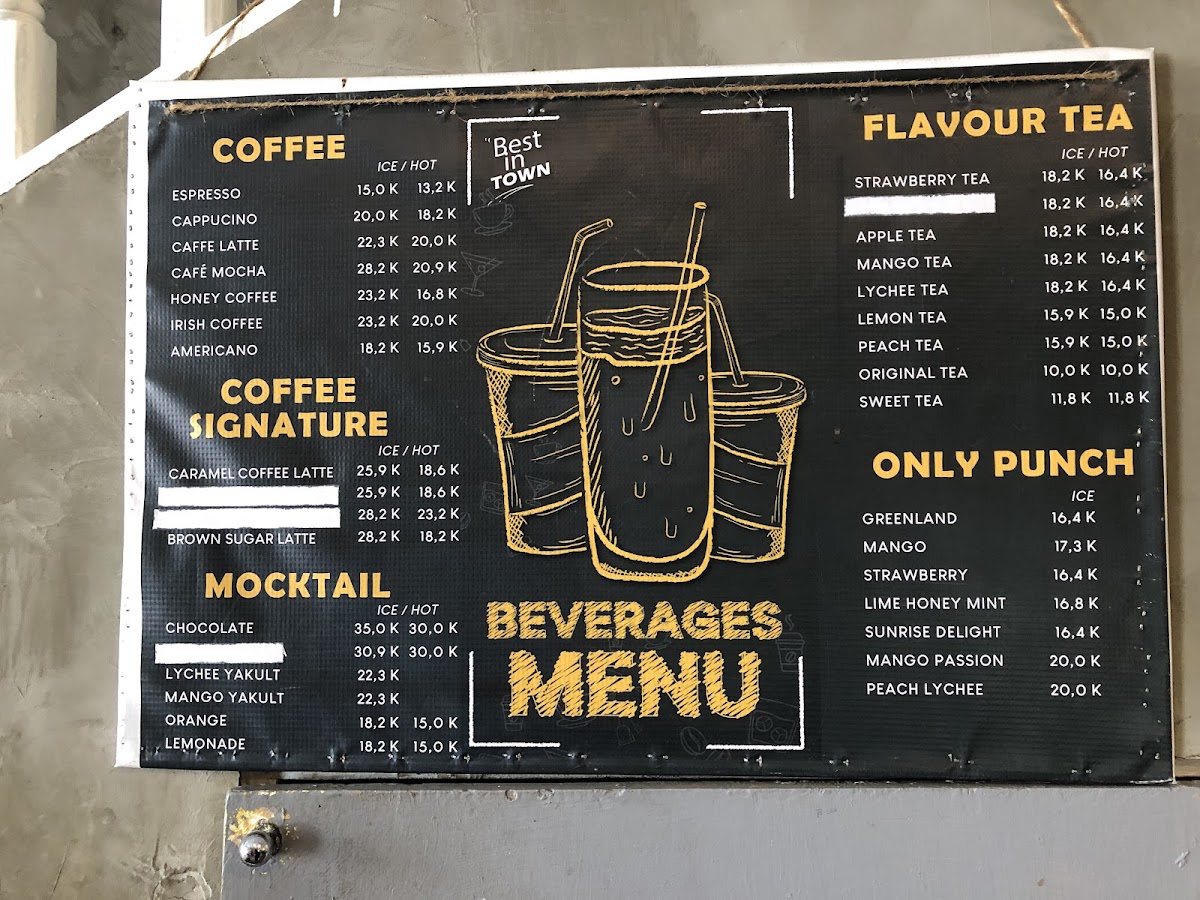 COFFEE
ICE / HOT
ESPRESSO 15,0 K 13,2 K
CAPPUCINO 20,0 K 18,2 K
CAFFE LATTE 22,3 K 20,0 K
CAFÉ MOCHA 28,2 K 20,9 K
HONEY COFFEE 23,2 K 16,8 K
IRISH COFFEE 23,2 K 20,0 K
AMERICANO 18,2 K 15,9 K
COFFEE
SIGNATURE
ICE / HOT
CARAMEL COFFEE LATTE 25,9 K 18,6 K
25,9 K 18,6 K
28,2 K 23,2 K
BROWN SUGAR LATTE 28,2 K 18,2 K
MOCKTAIL
ICE / HOT
CHOCOLATE 35,0 K 30,0 K
30,9 K 30,0 K
LYCHEE YAKULT 22,3 K
MANGO YAKULT 22,3 K
ORANGE 18,2 K 15,0 K
LEMONADE 18,2 K 15,0 K
"Best
in
TOWN
BEVERAGES
MENU
FLAVOUR TEA
ICE / HOT
STRAWBERRY TEA 18,2 K 16,4 K
18,2 K 16,4 K
APPLE TEA 18,2 K 16,4 K
MANGO TEA 18,2 K 16,4 K
LYCHEE TEA 18,2 K 16,4 K
LEMON TEA 15,9 K 15,0 K
PEACH TEA 15,9 K 15,0 K
ORIGINAL TEA 10,0 K 10,0 K
SWEET TEA 11,8 K 11,8 K
ONLY PUNCH
ICE
GREENLAND 16,4 K
MANGO 17,3 K
STRAWBERRY 16,4 K
LIME HONEY MINT 16,8 K
SUNRISE DELIGHT 16,4 K
MANGO PASSION 20,0 K
PEACH LYCHEE 20,0 K